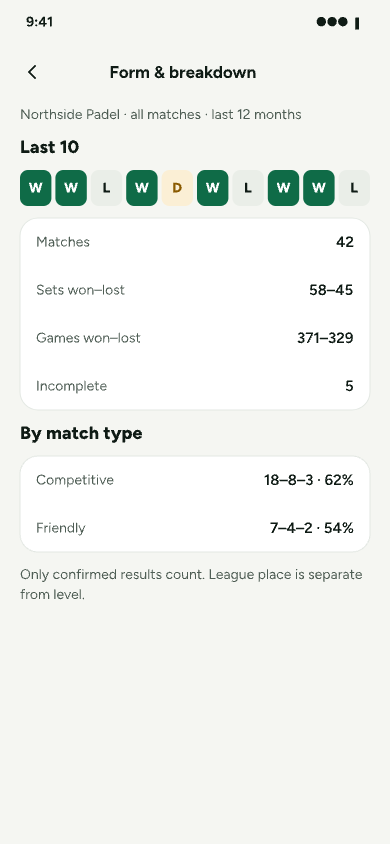 9:41
Form & breakdown
Northside Padel · all matches · last 12 months
Last 10
W W L W D W L W W L
Matches 42
Sets won–lost 58–45
Games won–lost 371–329
Incomplete 5
By match type
Competitive 18–8–3 · 62%
Friendly 7–4–2 · 54%
Only confirmed results count. League place is separate
from level.